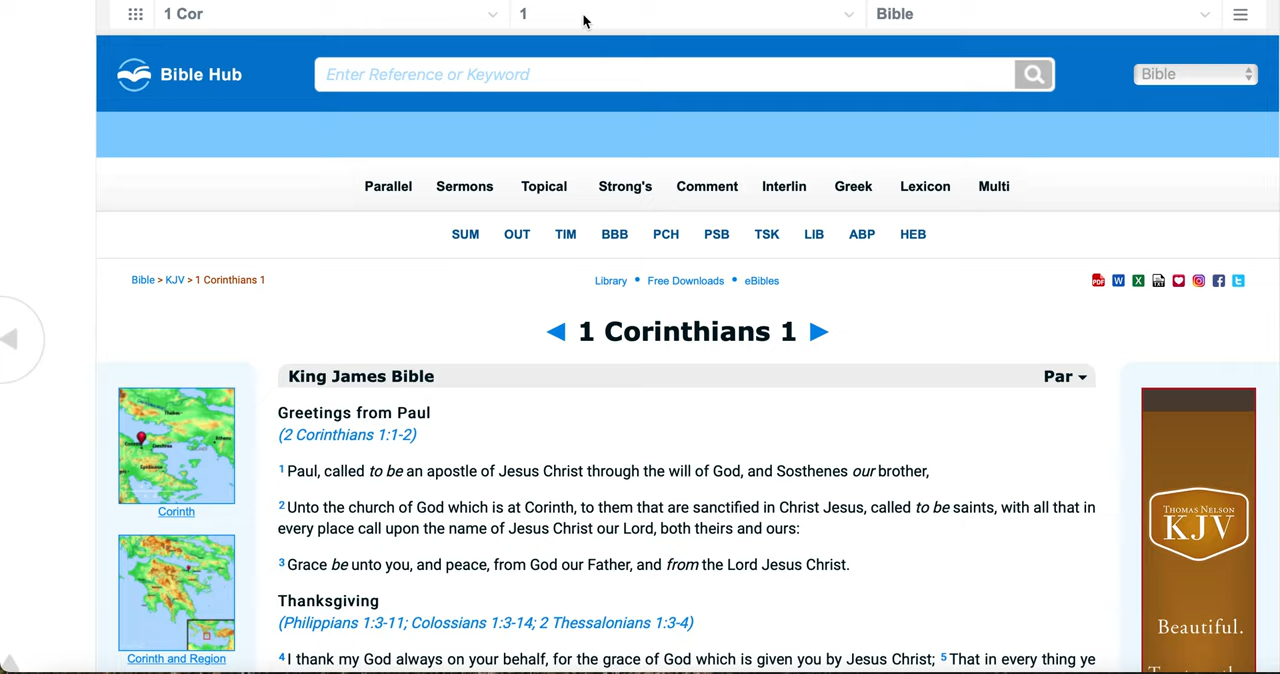 1 Cor 1 Bible
Bible Hub Enter Reference or Keyword Bible
Parallel Sermons Topical Strong's Comment Interlin Greek Lexicon Multi
SUM OUT TIM BBB PCH PSB TSK LIB ABP HEB
Bible > KJV > 1 Corinthians 1 Library • Free Downloads • eBibles
◄ 1 Corinthians 1 ►
King James Bible Par
Greetings from Paul
(2 Corinthians 1:1-2)
1 Paul, called to be an apostle of Jesus Christ through the will of God, and Sosthenes our brother,
2 Unto the church of God which is at Corinth, to them that are sanctified in Christ Jesus, called to be saints, with all that in
every place call upon the name of Jesus Christ our Lord, both theirs and ours:
3 Grace be unto you, and peace, from God our Father, and from the Lord Jesus Christ.
Thanksgiving
(Philippians 1:3-11; Colossians 1:3-14; 2 Thessalonians 1:3-4)
4 I thank my God always on your behalf, for the grace of God which is given you by Jesus Christ; 5 That in every thing ye
Corinth
Corinth and Region
THOMAS NELSON
KJV
Beautiful.